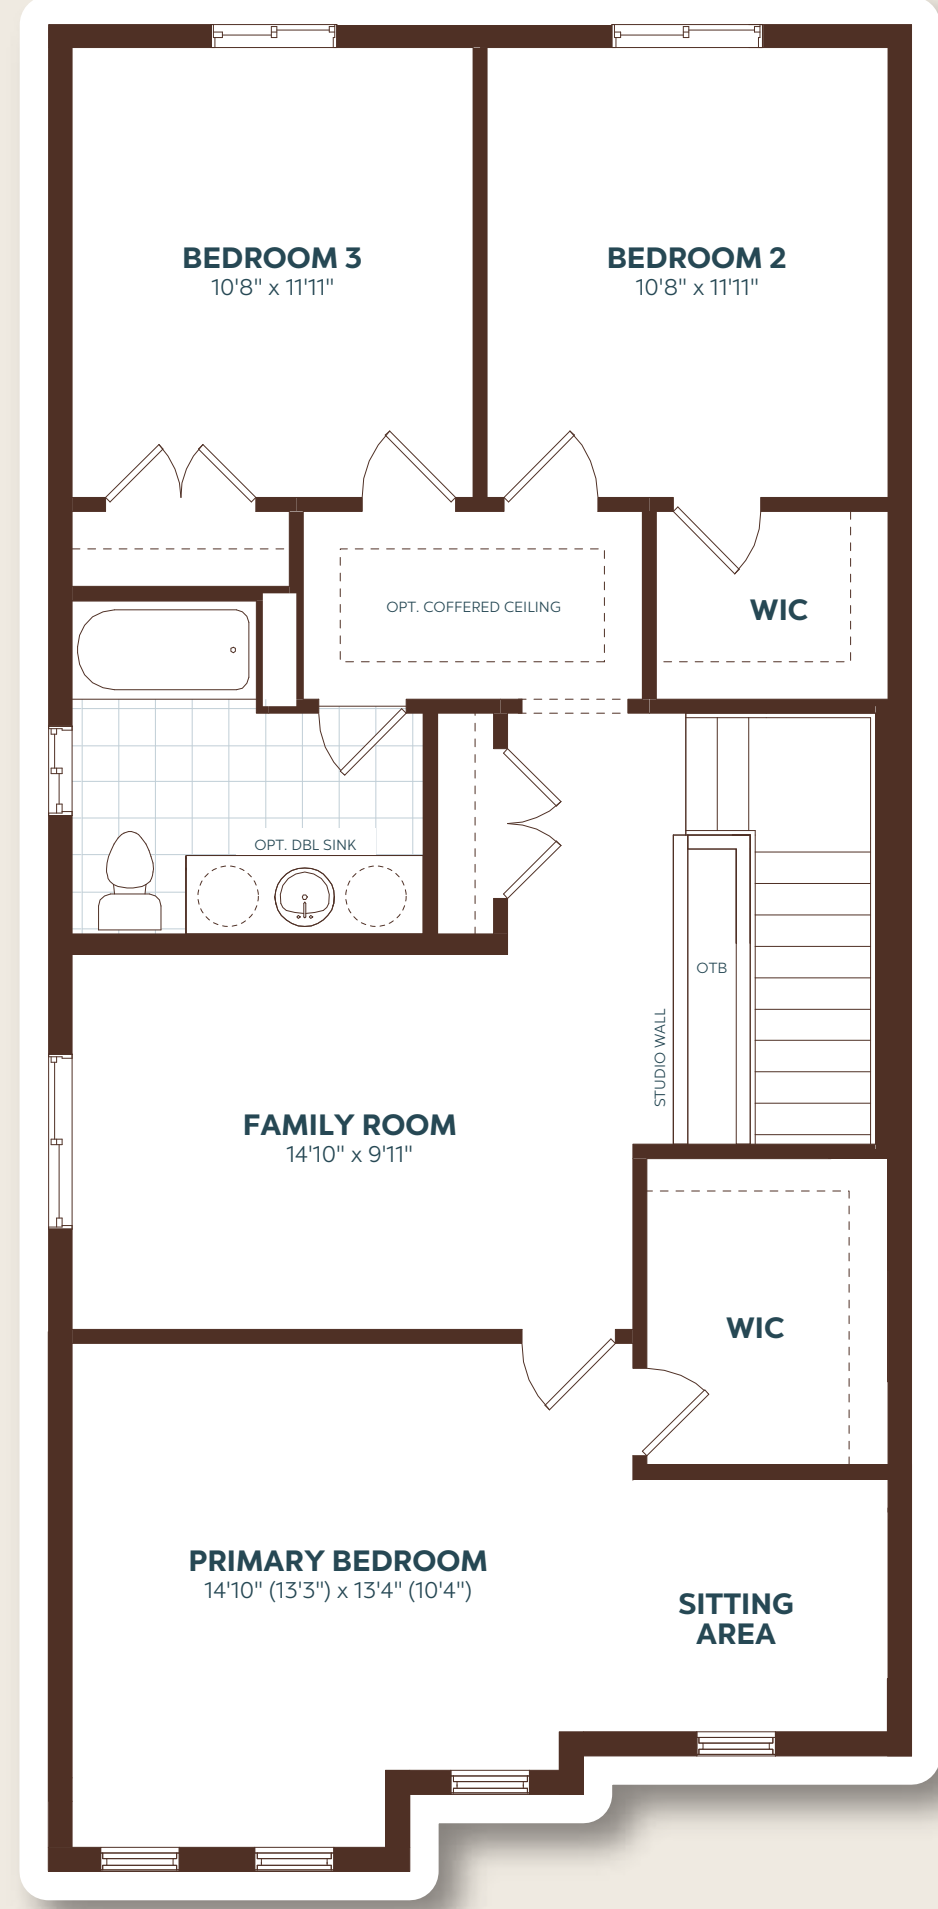 BEDROOM 3
10'8" x 11'11"
BEDROOM 2
10'8" x 11'11"
OPT. COFFERED CEILING
WIC
OPT. DBL SINK
OTB
STUDIO WALL
FAMILY ROOM
14'10" x 9'11"
WIC
PRIMARY BEDROOM
14'10" (13'3") x 13'4" (10'4")
SITTING
AREA